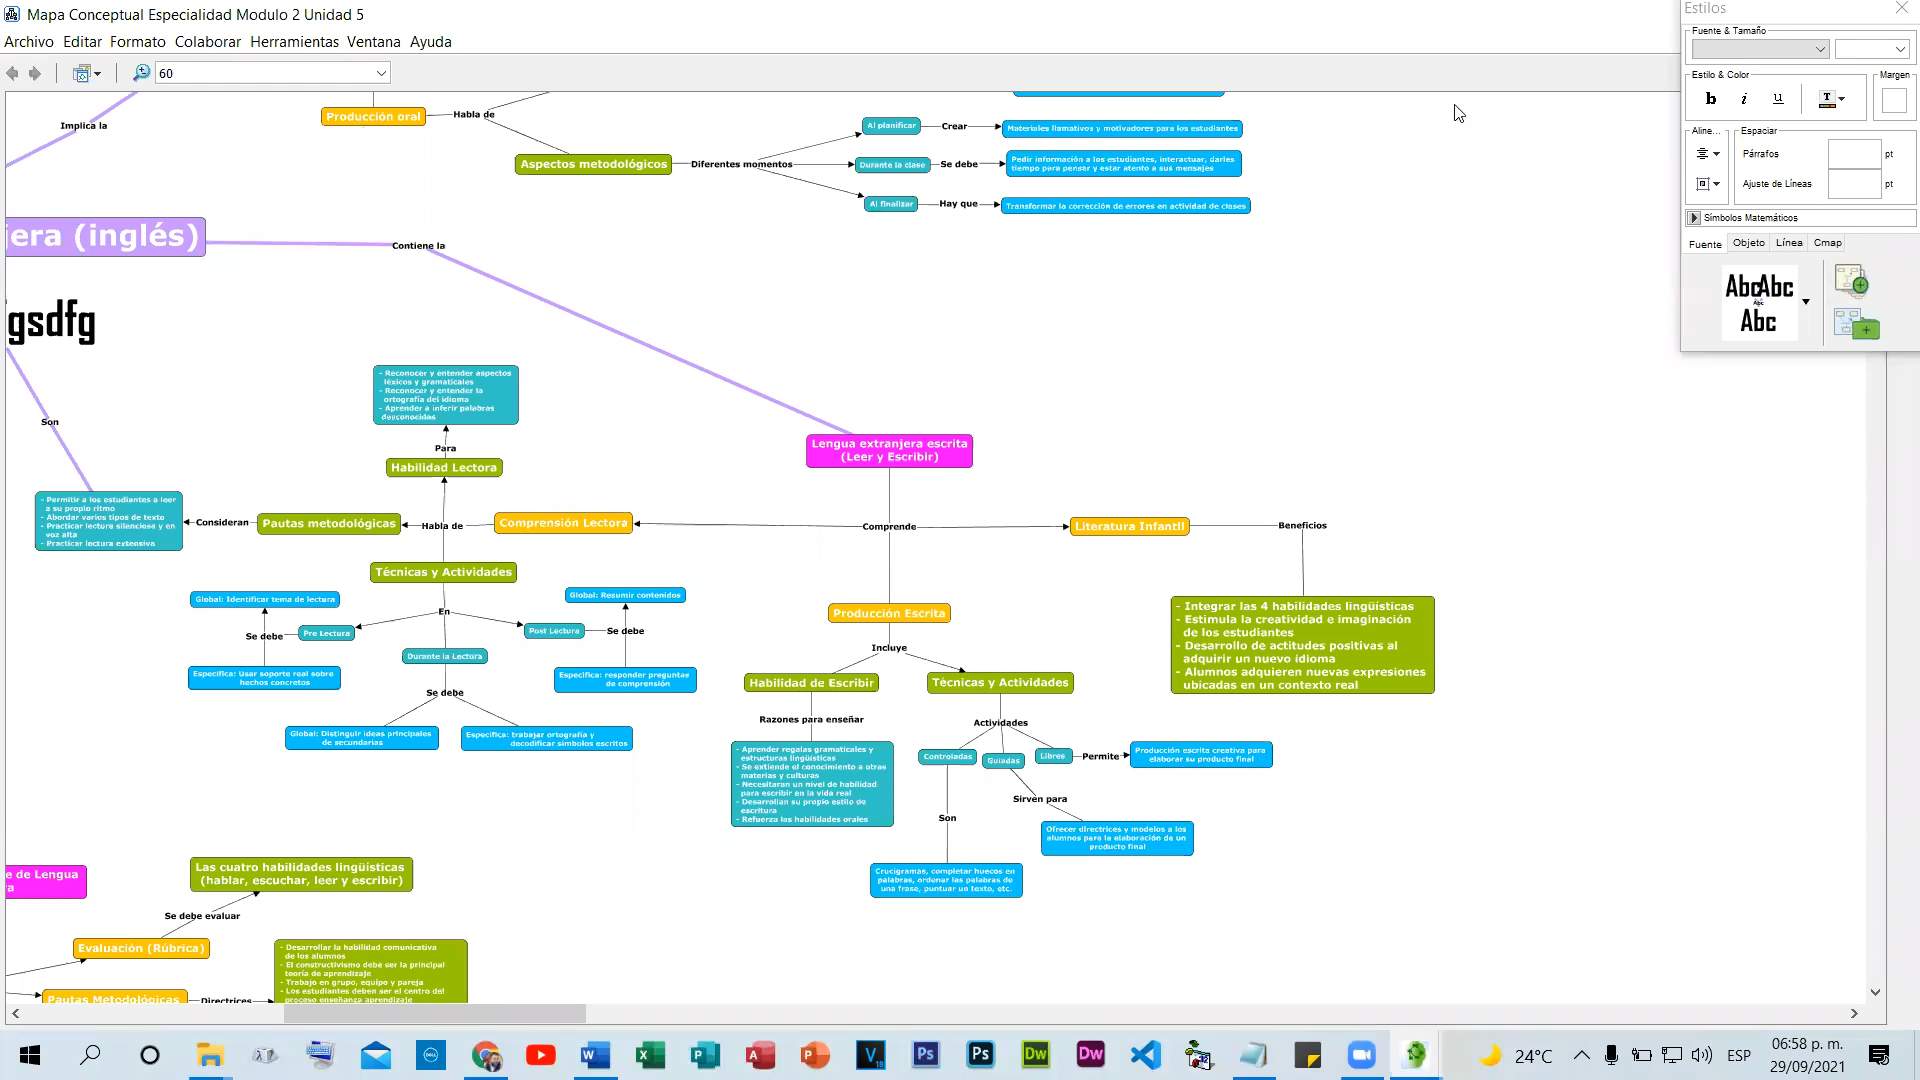 Mapa Conceptual Especialidad Modulo 2 Unidad 5
Archivo Editar Formato Colaborar Herramientas Ventana Ayuda
60
Estilos
Fuente & Tamaño
Estilo & Color
Margen
b i u T
Aline...
Espaciar
Párrafos
pt
Ajuste de Líneas
pt
Símbolos Matemáticos
Fuente Objeto Línea Cmap
AbcAbc
Abc
Abc
Implica la
Producción oral
Habla de
Aspectos metodológicos
Diferentes momentos
Al planificar
Crear
Materiales llamativos y motivadores para los estudiantes
Durante la clase
Se debe
Pedir información a los estudiantes, interactuar, darles
tiempo para pensar y estar atento a sus mensajes
Al finalizar
Hay que
Transformar la corrección de errores en actividad de clases
jera (inglés)
Contiene la
gsdfg
Son
- Reconocer y entender aspectos
léxicos y gramaticales
- Reconocer y entender la
ortografía del idioma
- Aprender a inferir palabras
desconocidas
Para
Habilidad Lectora
Lengua extranjera escrita
(Leer y Escribir)
- Permitir a los estudiantes a leer
a su propio ritmo
- Abordar varios tipos de texto
- Practicar lectura silenciosa y en
voz alta
- Practicar lectura extensiva
Consideran
Pautas metodológicas
Habla de
Comprensión Lectora
Comprende
Literatura Infantil
Beneficios
Técnicas y Actividades
Global: Identificar tema de lectura
Global: Resumir contenidos
En
Se debe
Pre Lectura
Post Lectura
Se debe
Durante la Lectura
Especifica: Usar soporte real sobre
hechos concretos
Especifica: responder preguntas
de comprensión
Se debe
Global: Distinguir ideas principales
de secundarias
Especifica: trabajar ortografía y
decodificar símbolos escritos
Producción Escrita
- Integrar las 4 habilidades lingüísticas
- Estimula la creatividad e imaginación
de los estudiantes
- Desarrollo de actitudes positivas al
adquirir un nuevo idioma
- Alumnos adquieren nuevas expresiones
ubicadas en un contexto real
Incluye
Habilidad de Escribir
Técnicas y Actividades
Razones para enseñar
Actividades
- Aprender regalas gramaticales y
estructuras lingüísticas
- Se extiende el conocimiento a otras
materias y culturas
- Necesitaran un nivel de habilidad
para escribir en la vida real
- Desarrollan su propio estilo de
escritura
- Refuerza las habilidades orales
Controladas
Guiadas
Libres
Permite
Producción escrita creativa para
elaborar su producto final
Sirven para
Son
Ofrecer directrices y modelos a los
alumnos para la elaboración de un
producto final
Crucigramas, completar huecos en
palabras, ordenar las palabras de
una frase, puntuar un texto, etc.
e de Lengua
ra
Las cuatro habilidades lingüísticas
(hablar, escuchar, leer y escribir)
Se debe evaluar
Evaluación (Rúbrica)
- Desarrollar la habilidad comunicativa
de los alumnos
- El constructivismo debe ser la principal
teoría de aprendizaje
- Trabajo en grupo, equipo y pareja
- Los estudiantes deben ser el centro del
proceso enseñanza aprendizaje
Pautas Metodológicas
Directrices
24°C
ESP
06:58 p. m.
29/09/2021